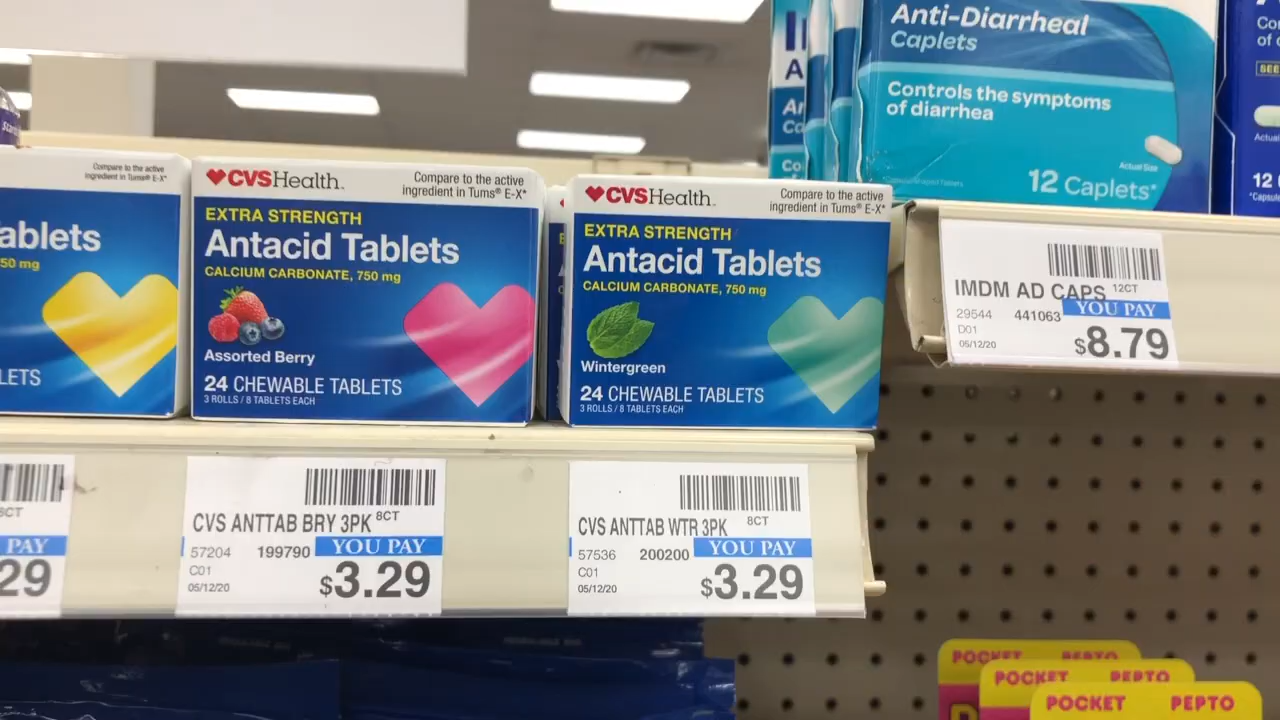 Compare to the active
ingredient in Tums® E-X*
ablets
50 mg
LETS
CVSHealth™
Compare to the active
ingredient in Tums® E-X*
EXTRA STRENGTH
Antacid Tablets
CALCIUM CARBONATE, 750 mg
Assorted Berry
24 CHEWABLE TABLETS
3 ROLLS / 8 TABLETS EACH
CVSHealth™
Compare to the active
ingredient in Tums® E-X*
EXTRA STRENGTH
Antacid Tablets
CALCIUM CARBONATE, 750 mg
Wintergreen
24 CHEWABLE TABLETS
3 ROLLS / 8 TABLETS EACH
Anti-Diarrheal
Caplets
Controls the symptoms
of diarrhea
Actual Size
12 Caplets*
SEE
12
IMDM AD CAPS 12CT
29544 441063 YOU PAY
D01
05/12/20
$8.79
8CT
PAY
29
CVS ANTTAB BRY 3PK 8CT
57204 199790 YOU PAY
C01
05/12/20
$3.29
CVS ANTTAB WTR 3PK 8CT
57536 200200 YOU PAY
C01
05/12/20
$3.29
POCKET PEPTO
POCKET PEPTO
POCKET PEPTO